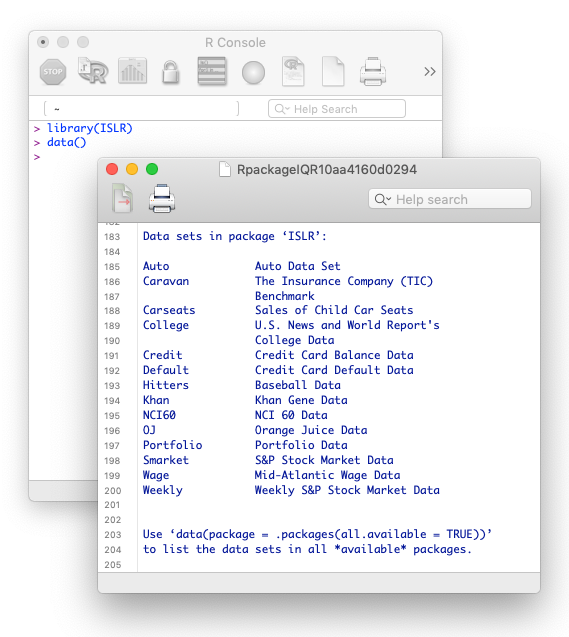 R Console
STOP
R
R
~
Help Search
> library(ISLR)
> data()
>
RpackageIQR10aa4160d0294
Help search
183 Data sets in package ‘ISLR’:
184
185 Auto Auto Data Set
186 Caravan The Insurance Company (TIC)
187 Benchmark
188 Carseats Sales of Child Car Seats
189 College U.S. News and World Report's
190 College Data
191 Credit Credit Card Balance Data
192 Default Credit Card Default Data
193 Hitters Baseball Data
194 Khan Khan Gene Data
195 NCI60 NCI 60 Data
196 OJ Orange Juice Data
197 Portfolio Portfolio Data
198 Smarket S&P Stock Market Data
199 Wage Mid-Atlantic Wage Data
200 Weekly Weekly S&P Stock Market Data
201
202
203 Use ‘data(package = .packages(all.available = TRUE))’
204 to list the data sets in all *available* packages.
205